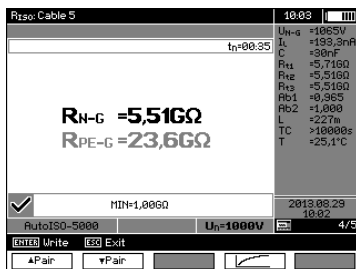 RISO: Cable 5
10:03
tn=00:35
UN-G =1065V
IL =193,3nA
C =30nF
Rt1 =5,71GΩ
Rt2 =5,51GΩ
Rt3 =5,51GΩ
Ab1 =0,965
Ab2 =1,000
L =227m
TC >10000s
T =25,1°C
RN-G =5,51GΩ
RPE-G =23,6GΩ
MIN=1,00GΩ
2013.08.29
10:02
AutoISO-5000
Un=1000V
4/5
ENTER Write ESC Exit
▲Pair
▼Pair